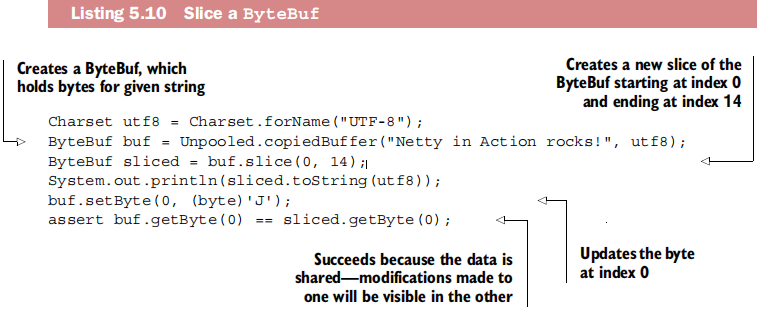 Listing 5.10 Slice a ByteBuf
Creates a ByteBuf, which
holds bytes for given string
Creates a new slice of the
ByteBuf starting at index 0
and ending at index 14
Charset utf8 = Charset.forName("UTF-8");
ByteBuf buf = Unpooled.copiedBuffer("Netty in Action rocks!", utf8);
ByteBuf sliced = buf.slice(0, 14);
System.out.println(sliced.toString(utf8));
buf.setByte(0, (byte)'J');
assert buf.getByte(0) == sliced.getByte(0);
Succeeds because the data is
shared—modifications made to
one will be visible in the other
Updates the byte
at index 0